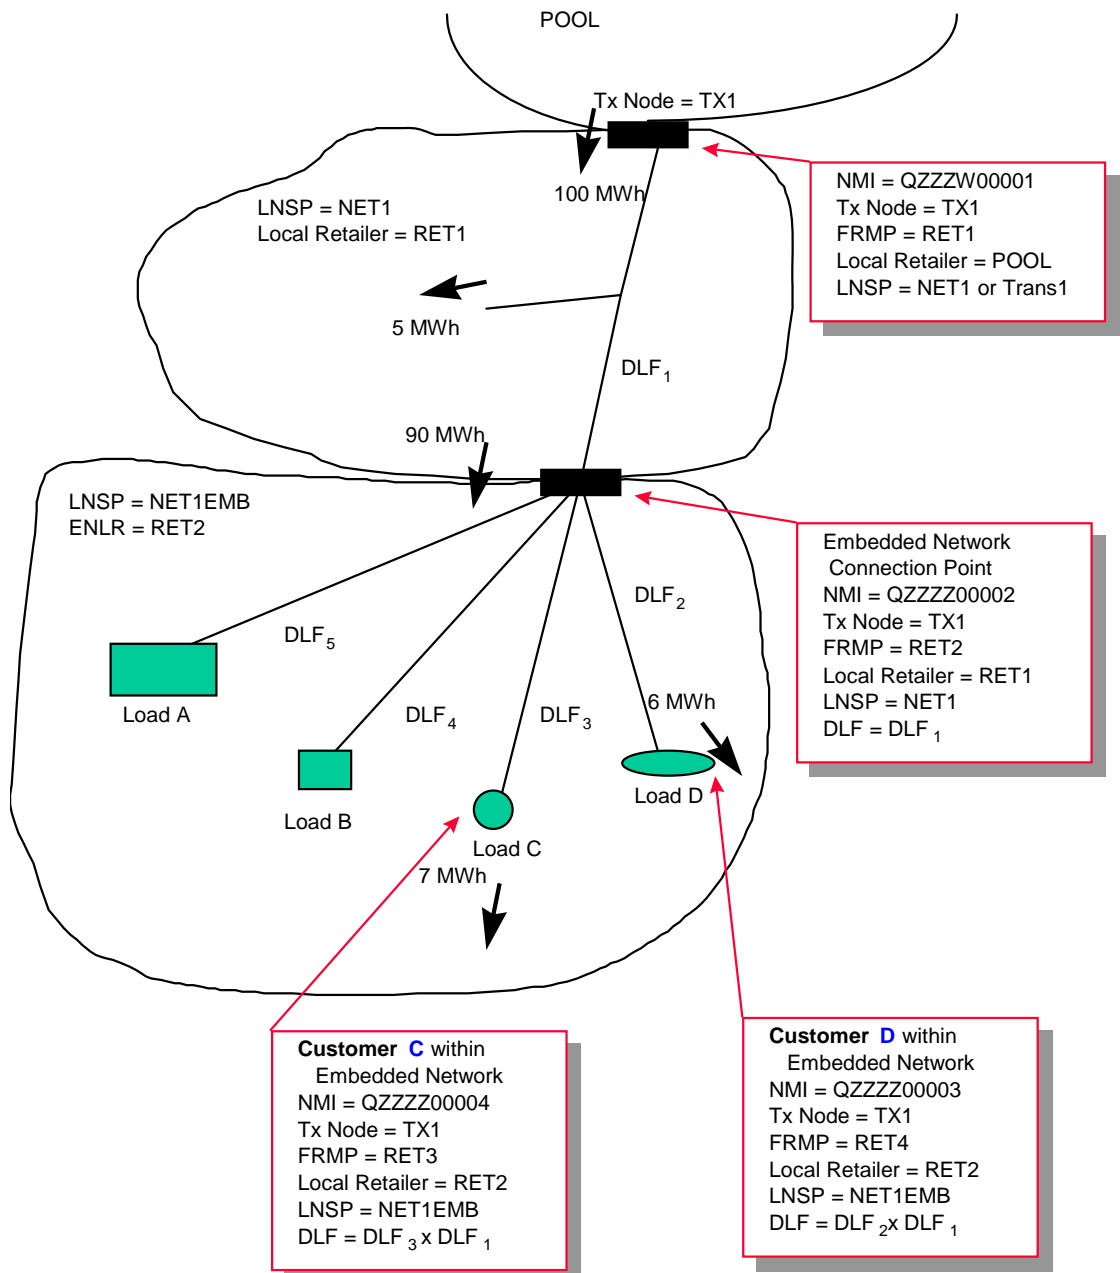 POOL
Tx Node = TX1
100 MWh
NMI = QZZZW00001
Tx Node = TX1
FRMP = RET1
Local Retailer = POOL
LNSP = NET1 or Trans1
LNSP = NET1
Local Retailer = RET1
5 MWh
DLF 1
90 MWh
LNSP = NET1EMB
ENLR = RET2
Embedded Network
Connection Point
NMI = QZZZZ00002
Tx Node = TX1
FRMP = RET2
Local Retailer = RET1
LNSP = NET1
DLF = DLF 1
DLF 5
DLF 4
DLF 3
DLF 2
6 MWh
Load A
Load B
Load C
Load D
7 MWh
Customer C within
Embedded Network
NMI = QZZZZ00004
Tx Node = TX1
FRMP = RET3
Local Retailer = RET2
LNSP = NET1EMB
DLF = DLF 3 x DLF 1
Customer D within
Embedded Network
NMI = QZZZZ00003
Tx Node = TX1
FRMP = RET4
Local Retailer = RET2
LNSP = NET1EMB
DLF = DLF 2 x DLF 1